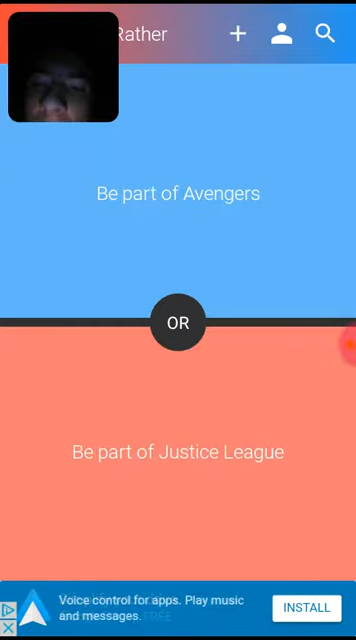 Rather
Be part of Avengers
OR
Be part of Justice League
Voice control for apps. Play music
and messages.
INSTALL
TREE